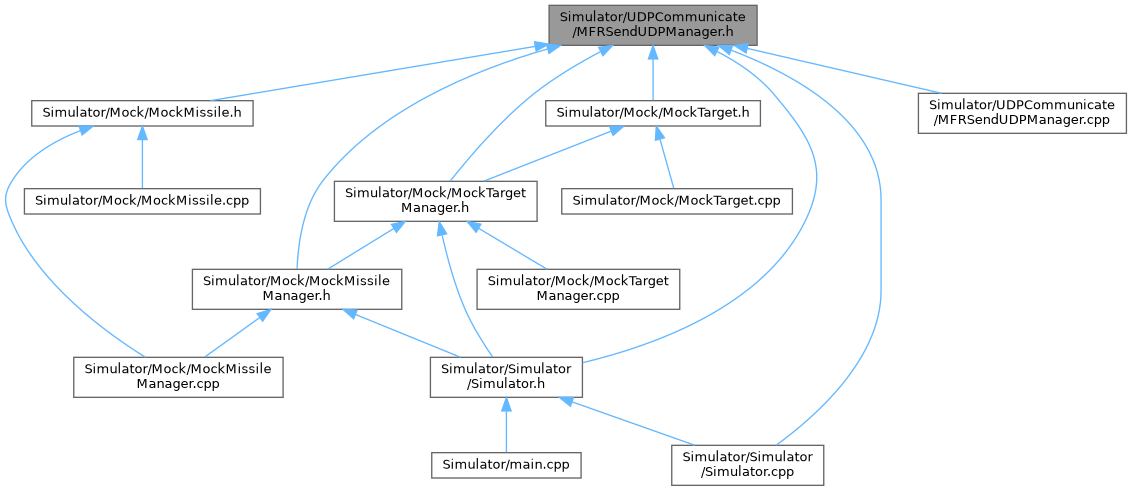 Simulator/UDPCommunicate
/MFRSendUDPManager.h
Simulator/Mock/MockMissile.h
Simulator/Mock/MockTarget.h
Simulator/UDPCommunicate
/MFRSendUDPManager.cpp
Simulator/Mock/MockMissile.cpp
Simulator/Mock/MockTarget
Manager.h
Simulator/Mock/MockTarget.cpp
Simulator/Mock/MockMissile
Manager.h
Simulator/Mock/MockTarget
Manager.cpp
Simulator/Mock/MockMissile
Manager.cpp
Simulator/Simulator
/Simulator.h
Simulator/main.cpp
Simulator/Simulator
/Simulator.cpp